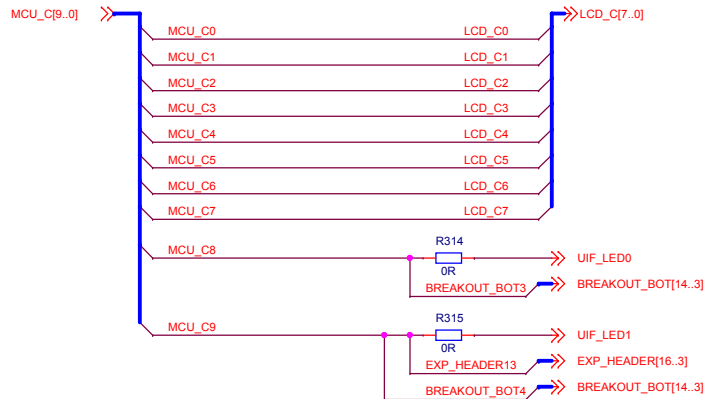 MCU_C[9..0] LCD_C[7..0]
MCU_C0 LCD_C0
MCU_C1 LCD_C1
MCU_C2 LCD_C2
MCU_C3 LCD_C3
MCU_C4 LCD_C4
MCU_C5 LCD_C5
MCU_C6 LCD_C6
MCU_C7 LCD_C7
R314
MCU_C8 UIF_LED0
0R
BREAKOUT_BOT3 BREAKOUT_BOT[14..3]
R315
MCU_C9 UIF_LED1
0R
EXP_HEADER13 EXP_HEADER[16..3]
BREAKOUT_BOT4 BREAKOUT_BOT[14..3]